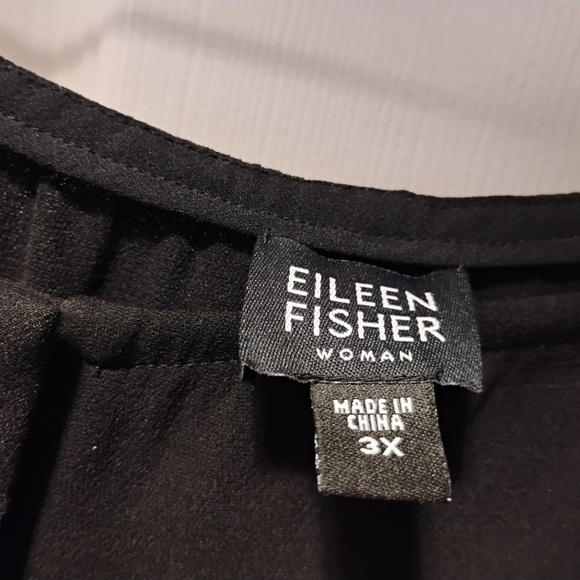 EILEEN
FISHER
WOMAN
MADE IN
CHINA
3X